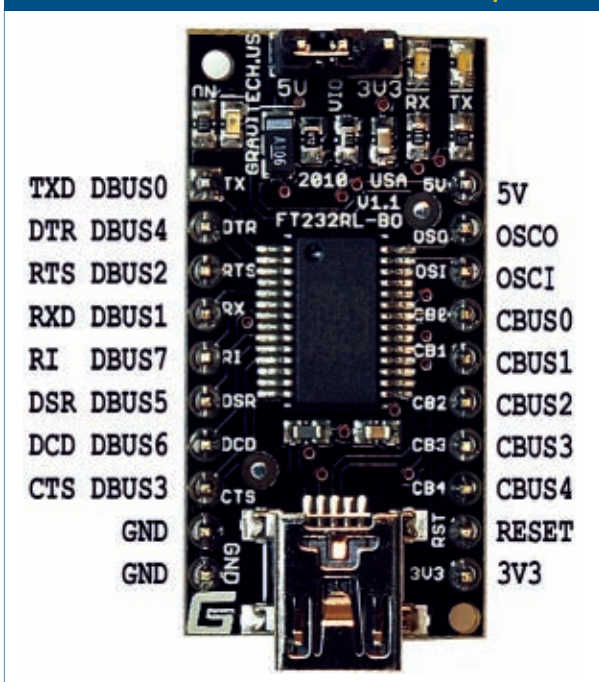 5V VIO 3V3 RX TX
GRAVITECH.US
A106
2010 USA
V1.1
FT232RL-BO
TXD DBUS0 TX 5V 5V
DTR DBUS4 DTR OSO OSCO
RTS DBUS2 RTS OSI OSCI
RXD DBUS1 RX CB0 CBUS0
RI DBUS7 RI CB1 CBUS1
DSR DBUS5 DSR CB2 CBUS2
DCD DBUS6 DCD CB3 CBUS3
CTS DBUS3 CTS CB4 CBUS4
GND RST RESET
GND GND 3V3 3V3